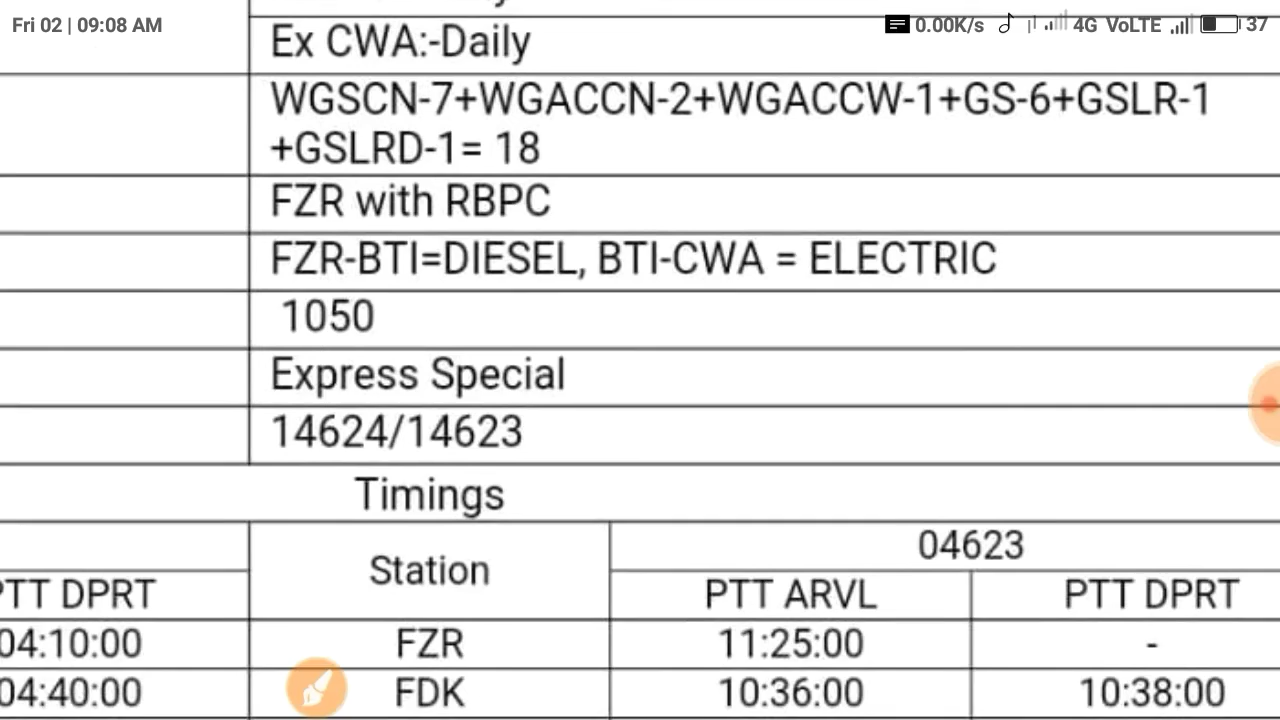 Fri 02 | 09:08 AM 0.00K/s 4G VoLTE 37
Ex CWA:-Daily
WGSCN-7+WGACCN-2+WGACCW-1+GS-6+GSLR-1
+GSLRD-1= 18
FZR with RBPC
FZR-BTI=DIESEL, BTI-CWA = ELECTRIC
1050
Express Special
14624/14623
Timings
Station 04623
PTT DPRT PTT ARVL PTT DPRT
04:10:00 FZR 11:25:00 -
04:40:00 FDK 10:36:00 10:38:00